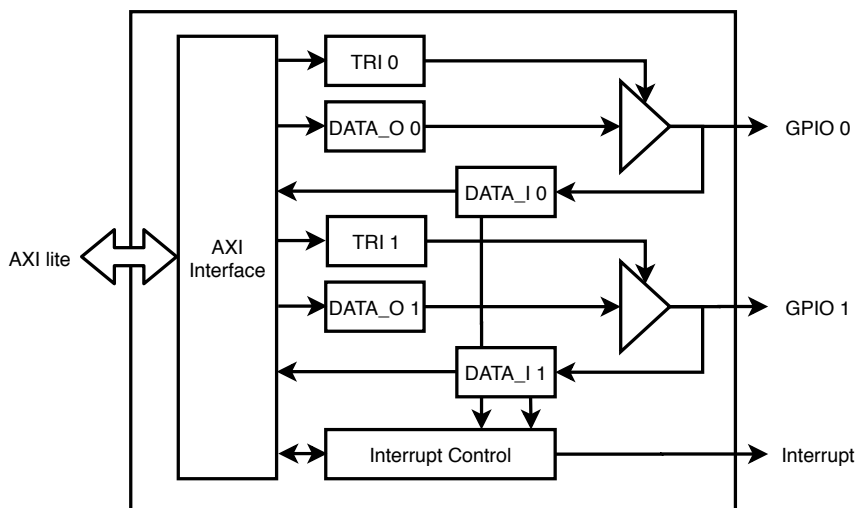 TRI 0
DATA_O 0
GPIO 0
DATA_I 0
AXI lite
AXI
Interface
TRI 1
DATA_O 1
GPIO 1
DATA_I 1
Interrupt Control
Interrupt